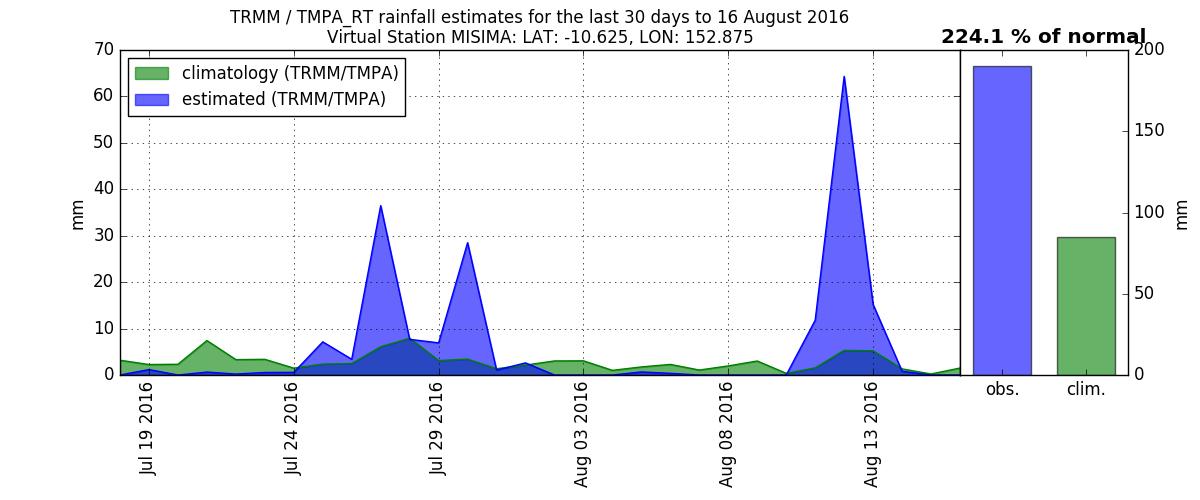 TRMM / TMPA_RT rainfall estimates for the last 30 days to 16 August 2016
Virtual Station MISIMA: LAT: -10.625, LON: 152.875
224.1 % of normal
climatology (TRMM/TMPA)
estimated (TRMM/TMPA)
70
60
50
40
30
20
10
0
mm
Jul 19 2016
Jul 24 2016
Jul 29 2016
Aug 03 2016
Aug 08 2016
Aug 13 2016
200
150
100
50
0
mm
obs.
clim.